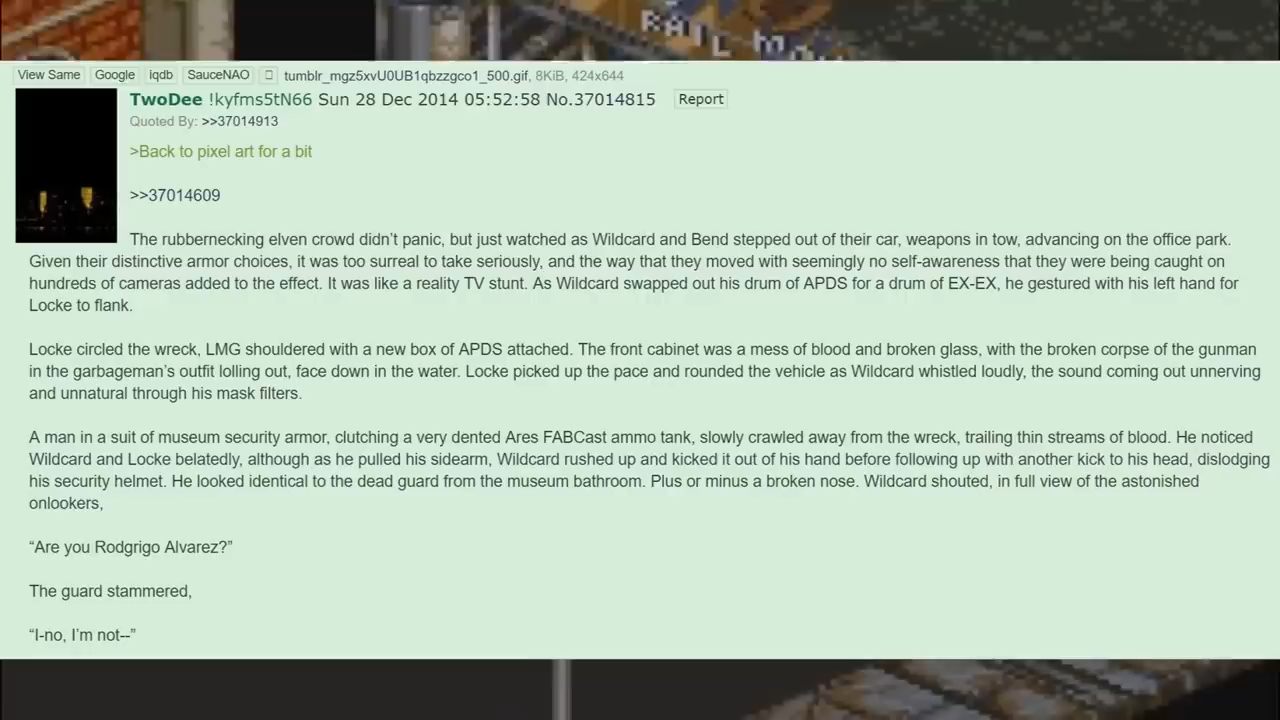 RAIL MO
View Same Google iqdb SauceNAO tumblr_mgz5xvU0UB1qbzzgco1_500.gif, 8KiB, 424x644
TwoDee !kyfms5tN66 Sun 28 Dec 2014 05:52:58 No.37014815 Report
Quoted By: >>37014913
>Back to pixel art for a bit
>>37014609
The rubbernecking elven crowd didn’t panic, but just watched as Wildcard and Bend stepped out of their car, weapons in tow, advancing on the office park.
Given their distinctive armor choices, it was too surreal to take seriously, and the way that they moved with seemingly no self-awareness that they were being caught on
hundreds of cameras added to the effect. It was like a reality TV stunt. As Wildcard swapped out his drum of APDS for a drum of EX-EX, he gestured with his left hand for
Locke to flank.
Locke circled the wreck, LMG shouldered with a new box of APDS attached. The front cabinet was a mess of blood and broken glass, with the broken corpse of the gunman
in the garbageman’s outfit lolling out, face down in the water. Locke picked up the pace and rounded the vehicle as Wildcard whistled loudly, the sound coming out unnerving
and unnatural through his mask filters.
A man in a suit of museum security armor, clutching a very dented Ares FABCast ammo tank, slowly crawled away from the wreck, trailing thin streams of blood. He noticed
Wildcard and Locke belatedly, although as he pulled his sidearm, Wildcard rushed up and kicked it out of his hand before following up with another kick to his head, dislodging
his security helmet. He looked identical to the dead guard from the museum bathroom. Plus or minus a broken nose. Wildcard shouted, in full view of the astonished
onlookers,
“Are you Rodgrigo Alvarez?”
The guard stammered,
“I-no, I’m not--”